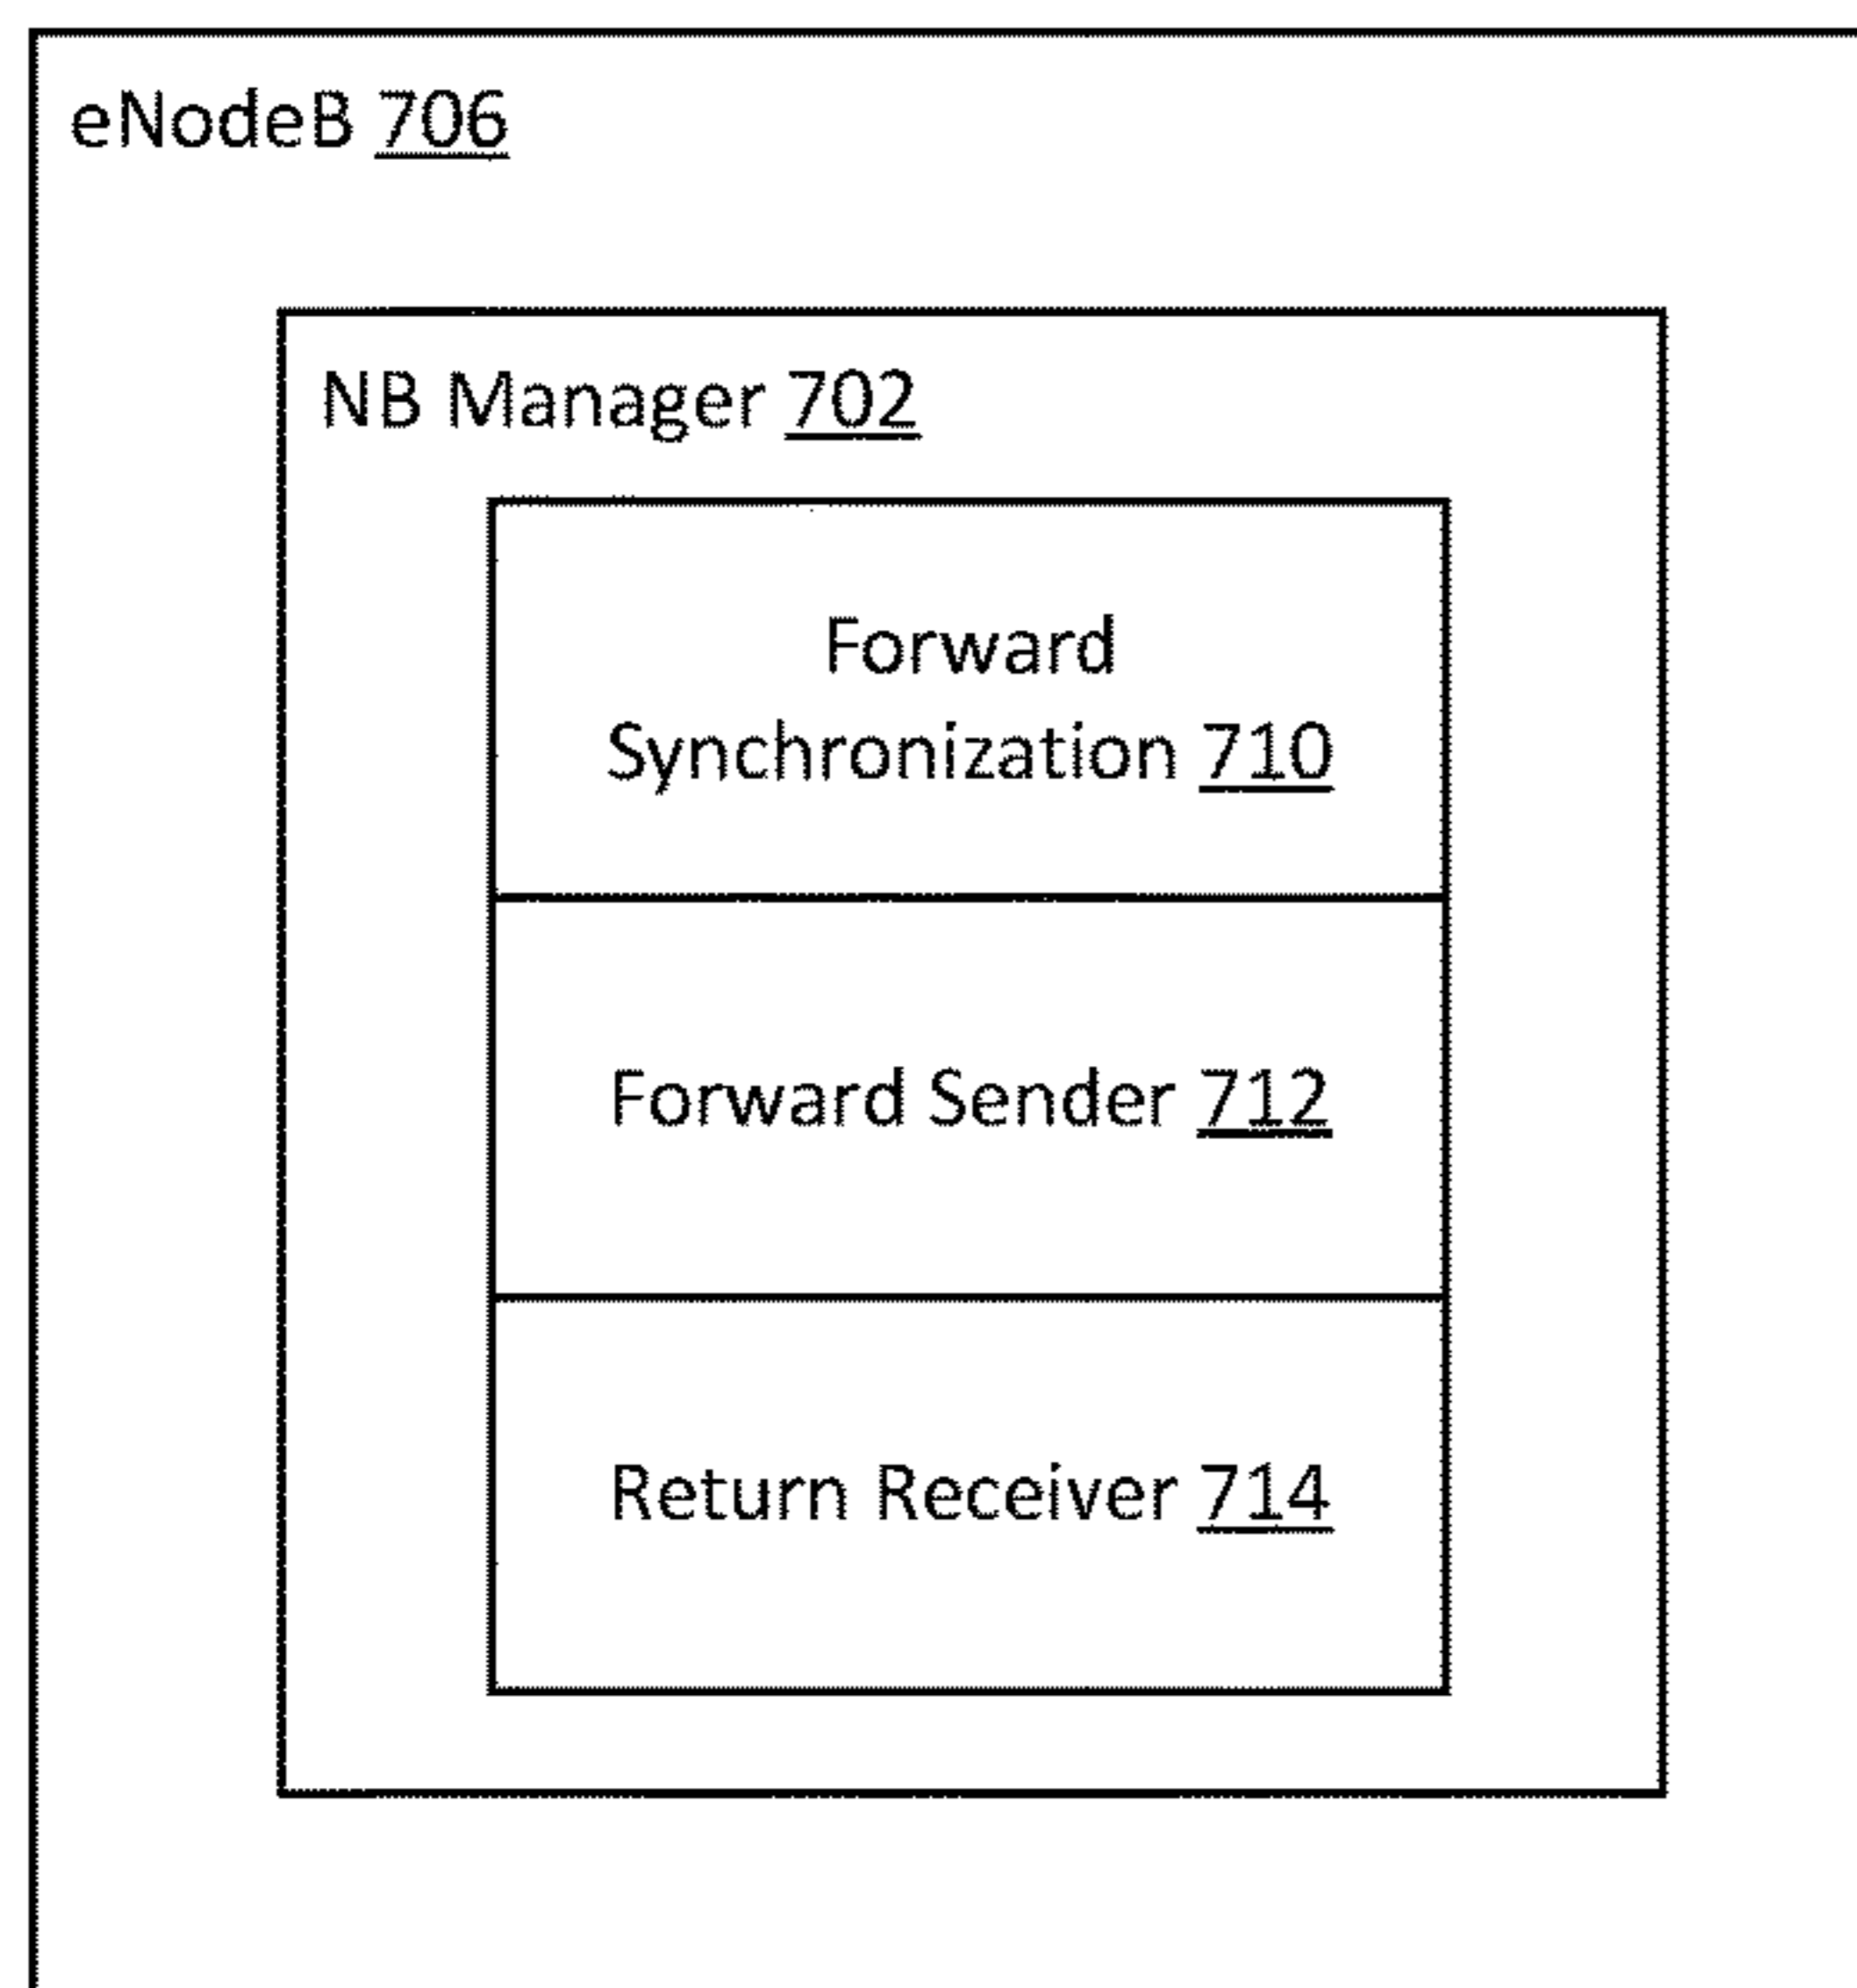 eNodeB 706
NB Manager 702
Forward
Synchronization 710
Forward Sender 712
Return Receiver 714